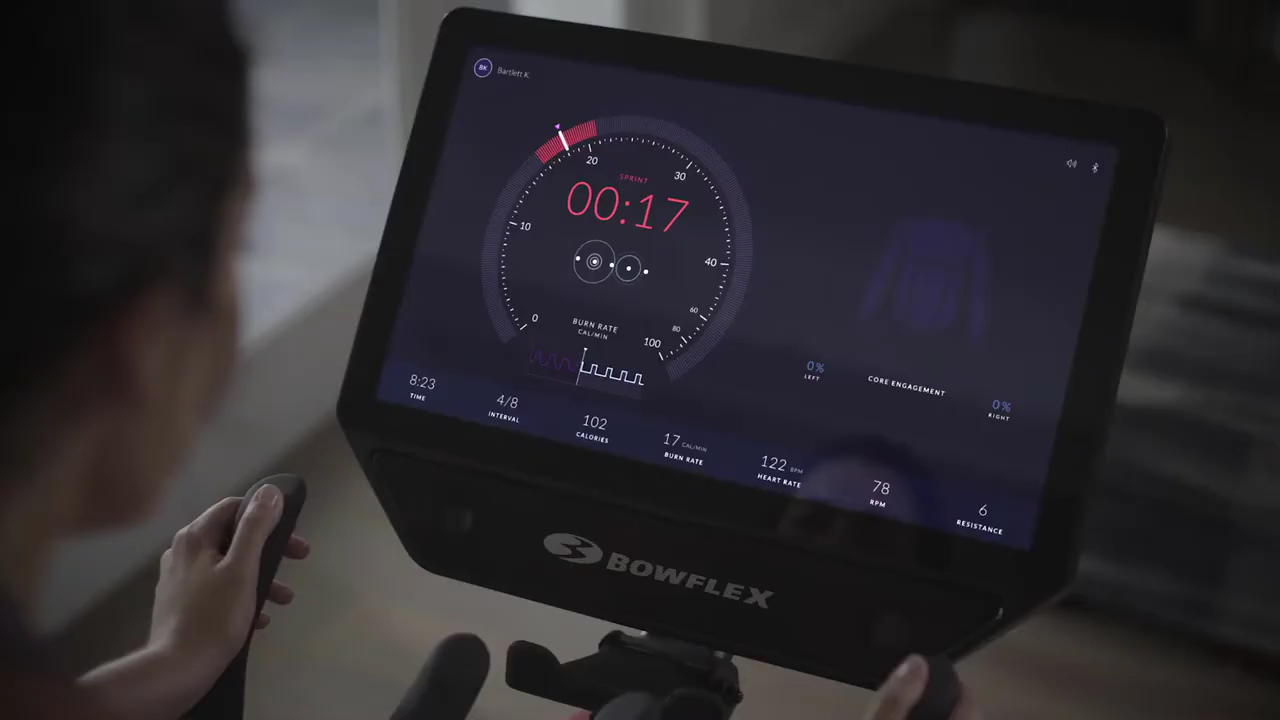 BK Bartlett K.
20
30
10
40
0
60
80
100
SPRINT
00:17
BURN RATE
CAL/MIN
0%
LEFT
CORE ENGAGEMENT
0%
RIGHT
8:23
TIME
4/8
INTERVAL
102
CALORIES
17 CAL/MIN
BURN RATE
122 BPM
HEART RATE
78
RPM
6
RESISTANCE
BOWFLEX